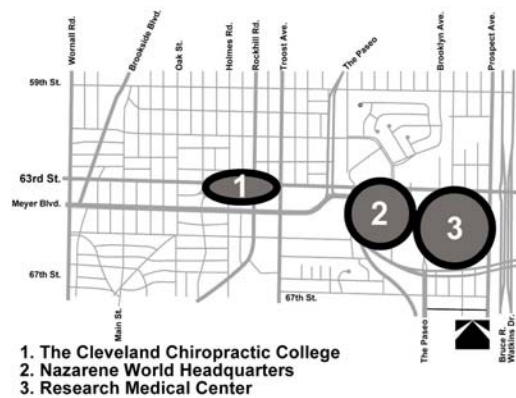 Wornall Rd.
Brookside Blvd.
Oak St.
Holmes Rd.
Rockhill Rd.
Troost Ave.
The Paseo
Brooklyn Ave.
Prospect Ave.
59th St.
63rd St.
Meyer Blvd.
1
2
3
67th St.
67th St.
Main St.
The Paseo
Bruce R.
Watkins Dr.
1. The Cleveland Chiropractic College
2. Nazarene World Headquarters
3. Research Medical Center